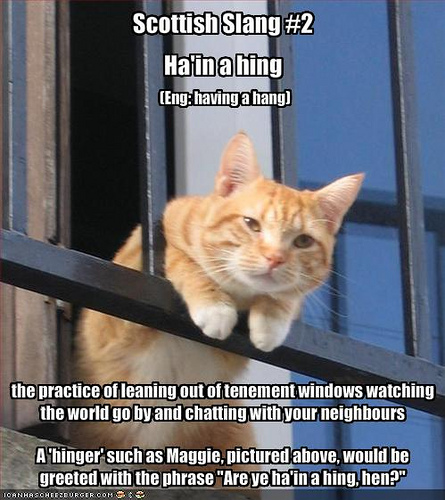 Scottish Slang #2
Ha'in a hing
(Eng: having a hang)
the practice of leaning out of tenement windows watching
the world go by and chatting with your neighbours
A 'hinger' such as Maggie, pictured above, would be
greeted with the phrase "Are ye ha'in a hing, hen?"
ICANHASCHEEZBURGER.COM